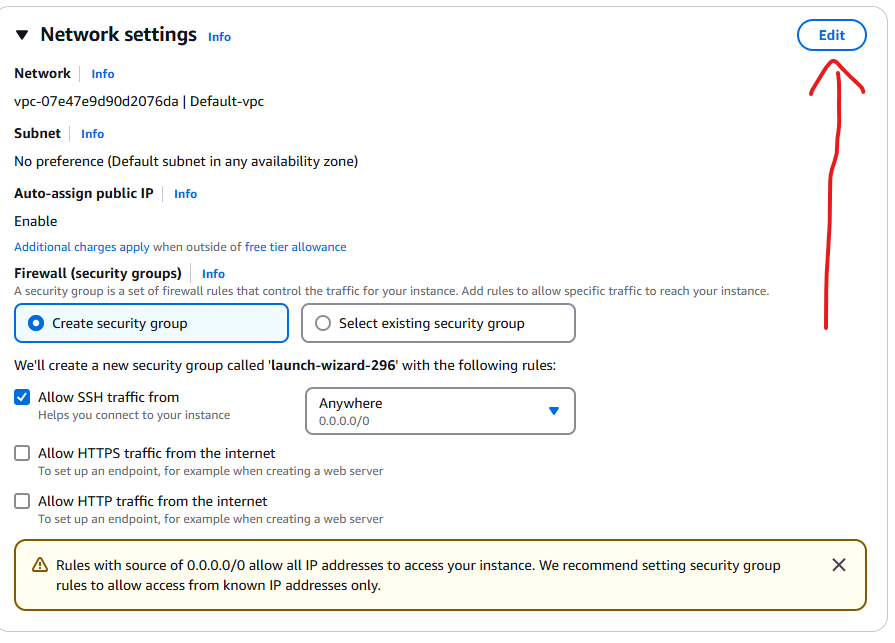 Network settings Info
Edit
Network Info
vpc-07e47e9d90d2076da | Default-vpc
Subnet Info
No preference (Default subnet in any availability zone)
Auto-assign public IP Info
Enable
Additional charges apply when outside of free tier allowance
Firewall (security groups) Info
A security group is a set of firewall rules that control the traffic for your instance. Add rules to allow specific traffic to reach your instance.
Create security group
Select existing security group
We'll create a new security group called 'launch-wizard-296' with the following rules:
Allow SSH traffic from
Helps you connect to your instance
Anywhere
0.0.0.0/0
Allow HTTPS traffic from the internet
To set up an endpoint, for example when creating a web server
Allow HTTP traffic from the internet
To set up an endpoint, for example when creating a web server
Rules with source of 0.0.0.0/0 allow all IP addresses to access your instance. We recommend setting security group
rules to allow access from known IP addresses only.